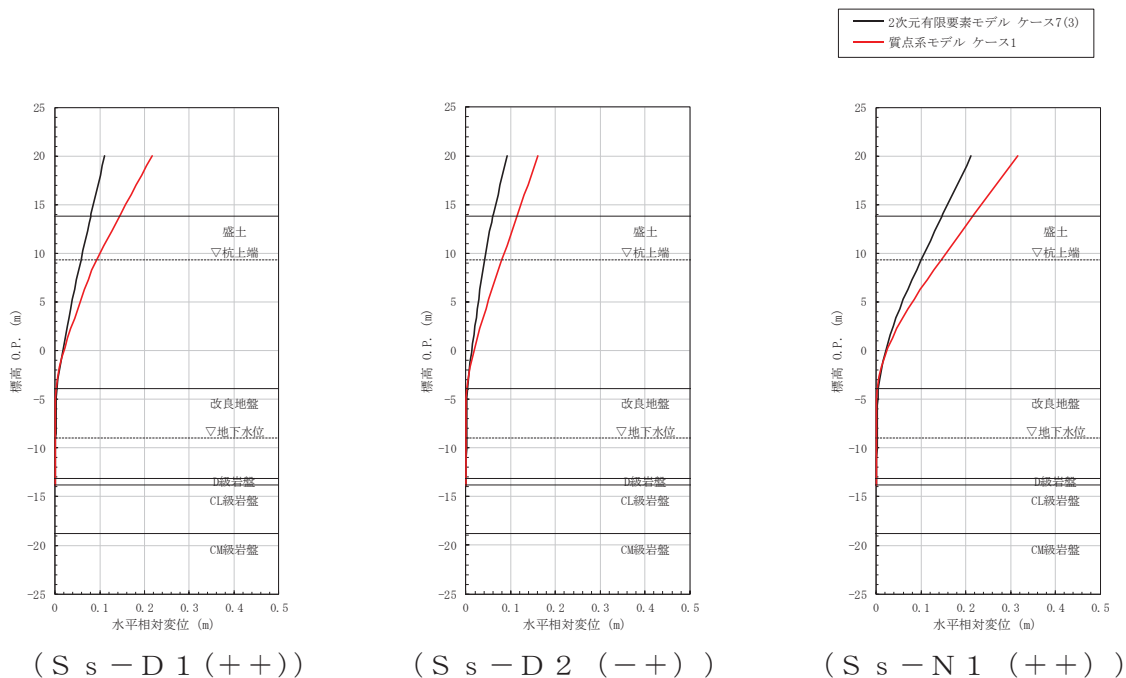 2次元有限要素モデル ケース7(3)
質点系モデル ケース1
標高 O.P. (m)
25
20
15
10
5
0
-5
-10
-15
-20
-25
盛土
▽杭上端
改良地盤
▽地下水位
D級岩盤
CL級岩盤
CM級岩盤
0 0.1 0.2 0.3 0.4 0.5
水平相対変位 (m)
(Ss-D1(++))
標高 O.P. (m)
25
20
15
10
5
0
-5
-10
-15
-20
-25
盛土
▽杭上端
改良地盤
▽地下水位
D級岩盤
CL級岩盤
CM級岩盤
0 0.1 0.2 0.3 0.4 0.5
水平相対変位 (m)
(Ss-D2 (-+) )
標高 O.P. (m)
25
20
15
10
5
0
-5
-10
-15
-20
-25
盛土
▽杭上端
改良地盤
▽地下水位
D級岩盤
CL級岩盤
CM級岩盤
0 0.1 0.2 0.3 0.4 0.5
水平相対変位 (m)
(Ss-N1 (++) )